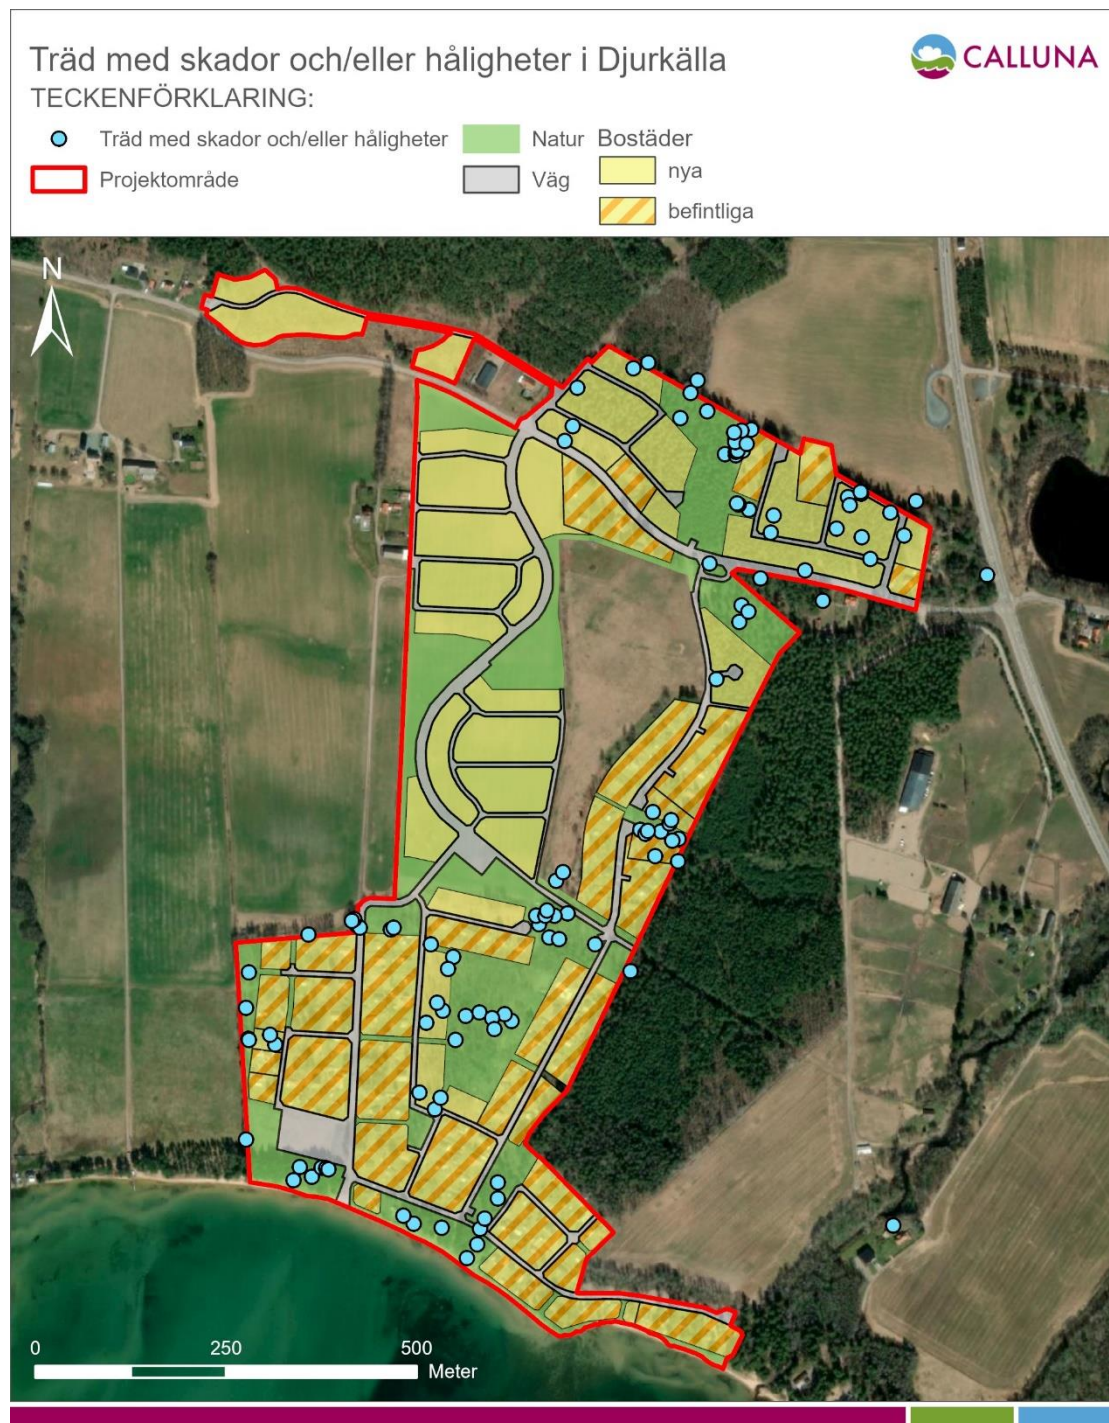 Träd med skador och/eller håligheter i Djurkälla
CALLUNA
TECKENFÖRKLARING:
Träd med skador och/eller håligheter
Natur
Bostäder
Projektområde
Väg
nya
befintliga
N
0 250 500
Meter